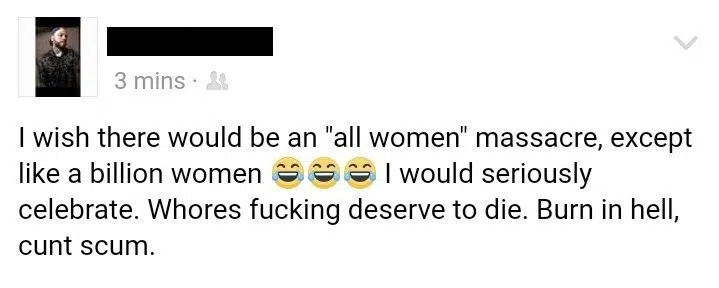 3 mins ·
I wish there would be an "all women" massacre, except
like a billion women 😂😂😂 I would seriously
celebrate. Whores fucking deserve to die. Burn in hell,
cunt scum.